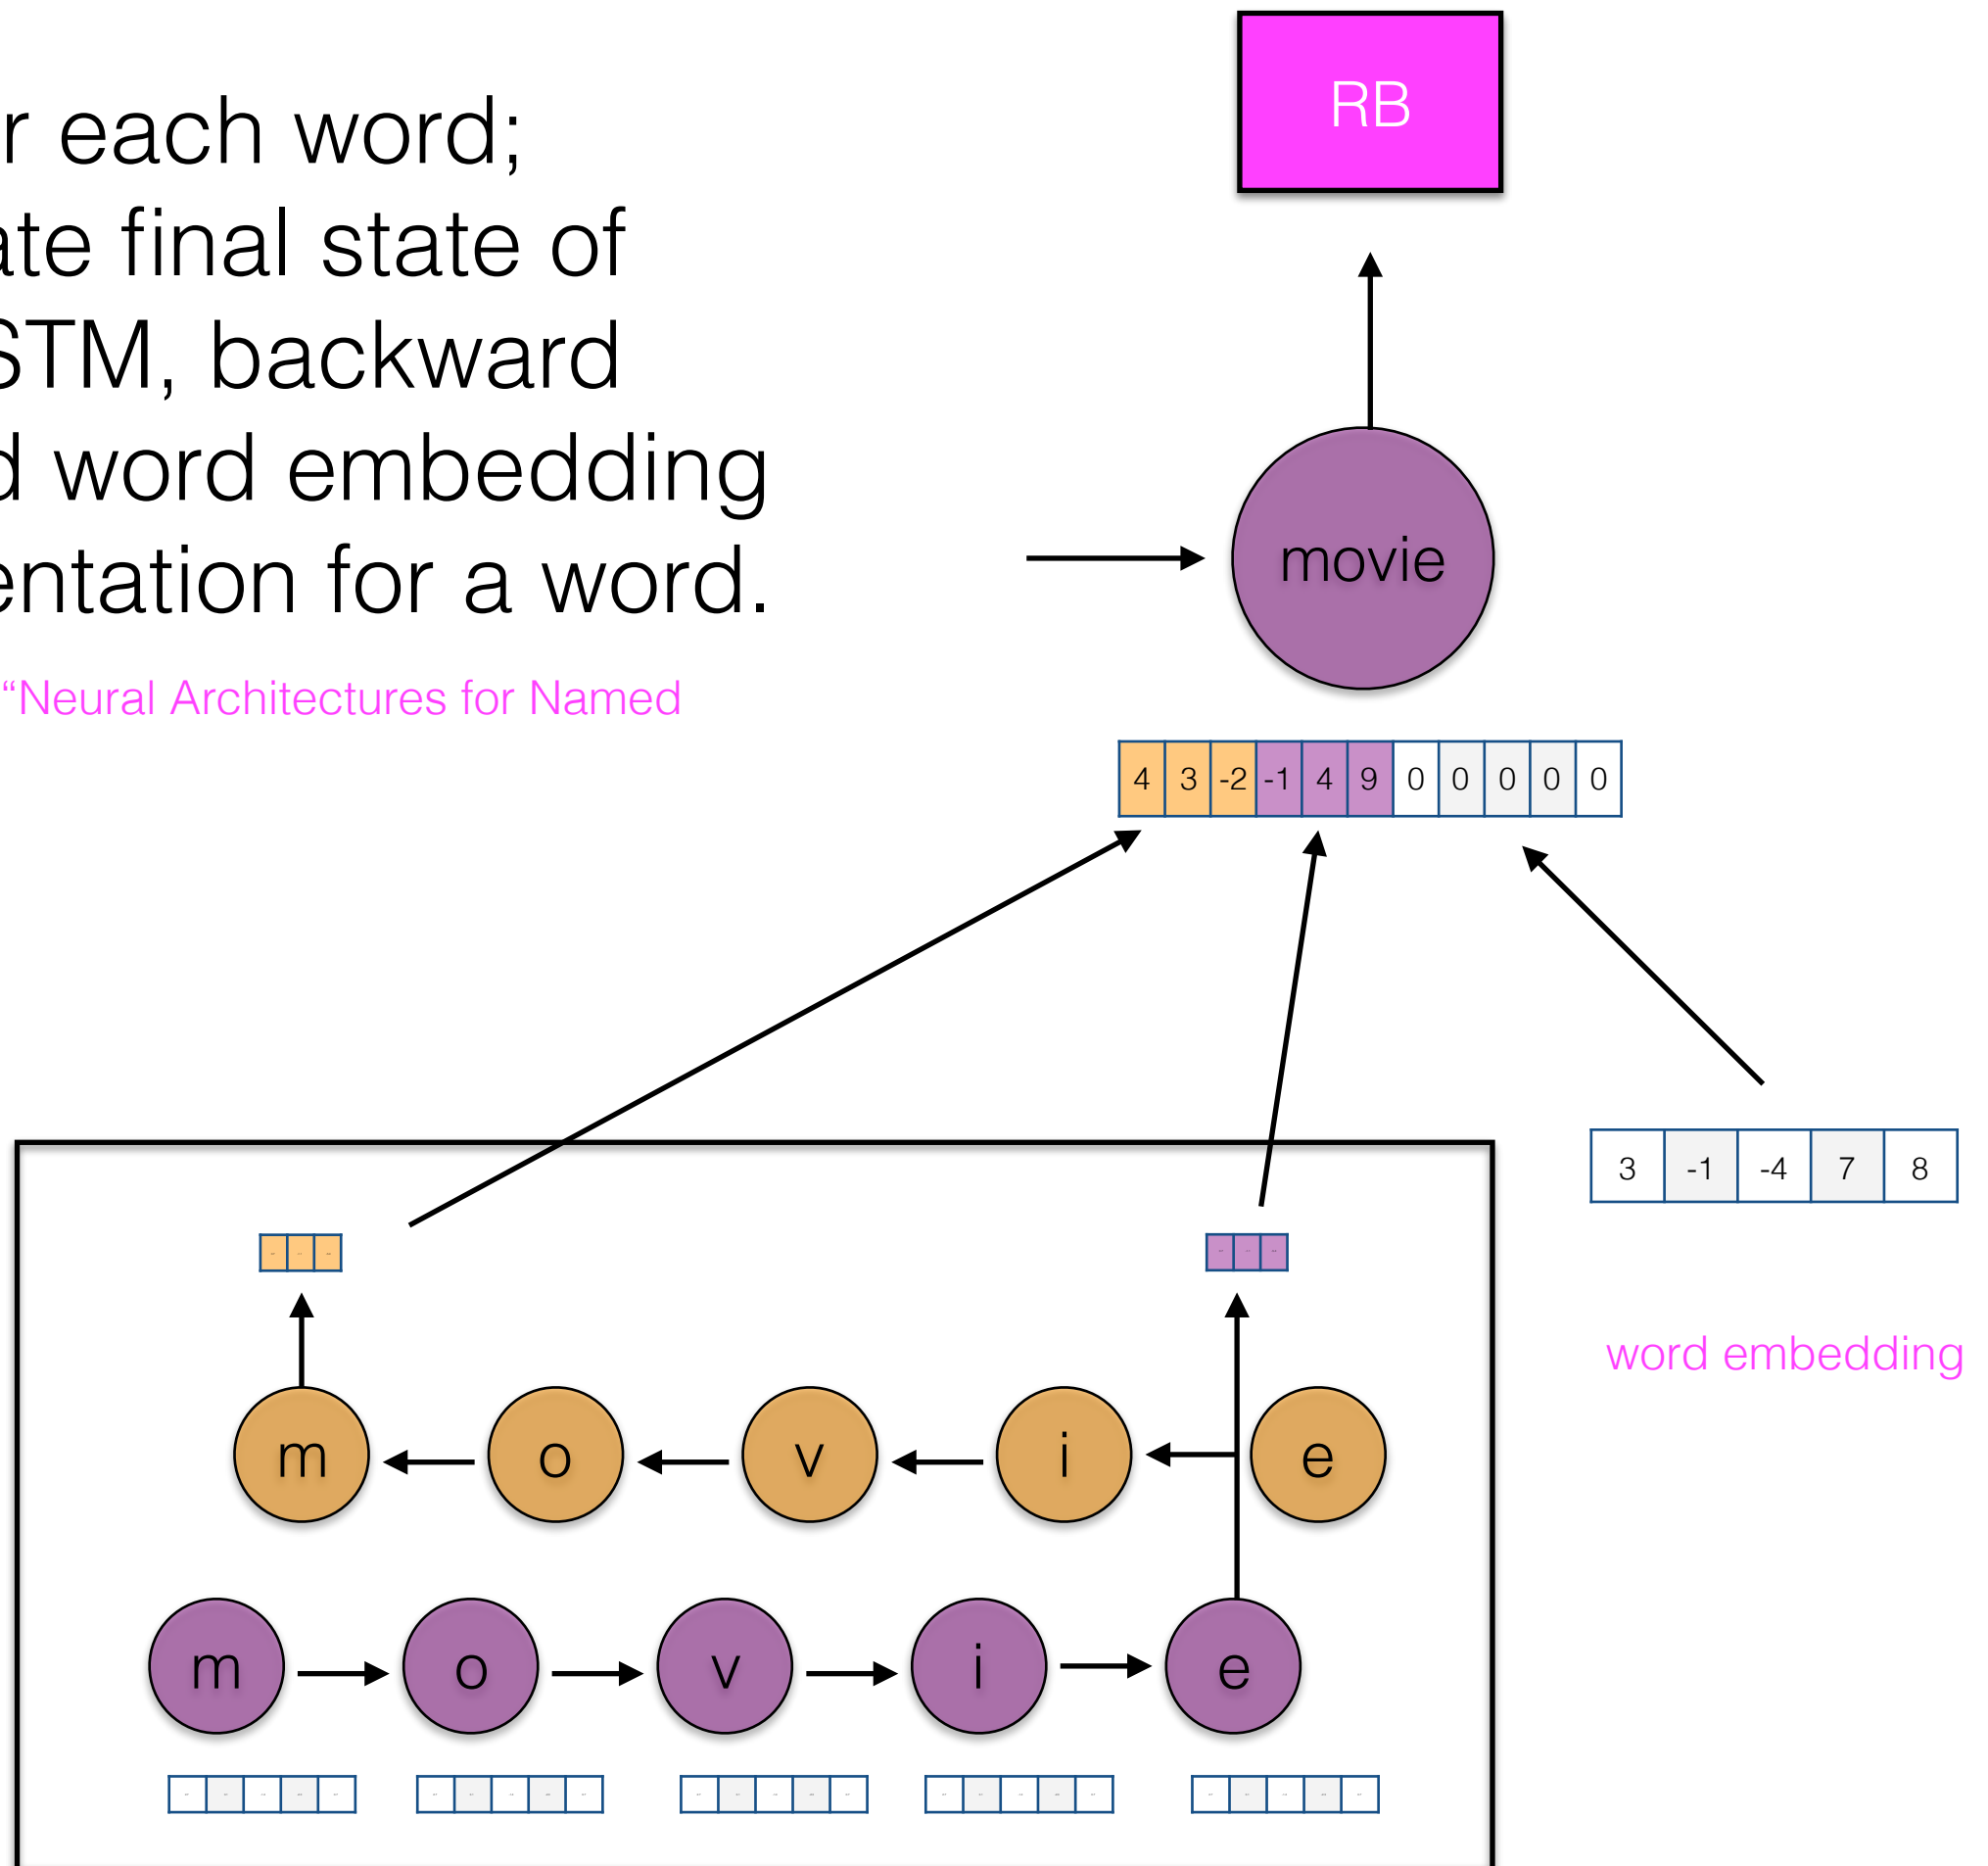 RB
r each word;
ate final state of
STM, backward
d word embedding
entation for a word.
movie
“Neural Architectures for Named
4 3 -2 -1 4 9 0 0 0 0 0
3 -1 -4 7 8
word embedding
m o v i e
m o v i e